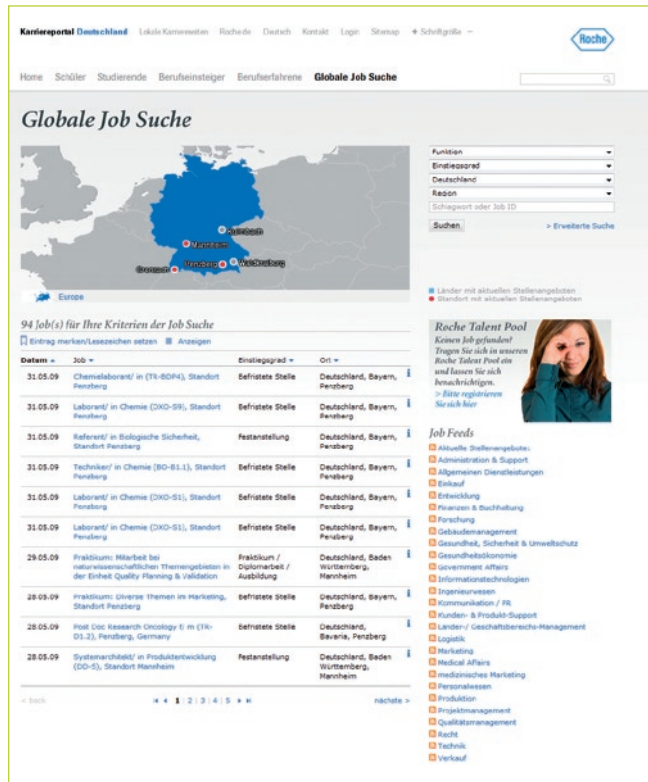 Karriereportal Deutschland Lokale Karriereseiten Roche.de Deutsch Kontakt Login Sitemap + Schriftgröße −
Roche
Home Schüler Studierende Berufseinsteiger Berufserfahrene Globale Job Suche
Globale Job Suche
Mannheim
Penzberg
Grenzach
Europe
Funktion
Einstiegsgrad
Deutschland
Region
Schlagwort oder Job ID
Suchen > Erweiterte Suche
Länder mit aktuellen Stellenangeboten
Standort mit aktuellen Stellenangeboten
94 Job(s) für Ihre Kriterien der Job Suche
Eintrag merken/Lesezeichen setzen Anzeigen
Datum Job Einstiegsgrad Ort
31.05.09 Chemielaborant/ in (TR-BDP4), Standort Penzberg Befristete Stelle Deutschland, Bayern, Penzberg
31.05.09 Laborant/ in Chemie (DXO-S9), Standort Penzberg Befristete Stelle Deutschland, Bayern, Penzberg
31.05.09 Referent/ in Biologische Sicherheit, Standort Penzberg Festanstellung Deutschland, Bayern, Penzberg
31.05.09 Techniker/ in Chemie (BO-B1.1), Standort Penzberg Befristete Stelle Deutschland, Bayern, Penzberg
31.05.09 Laborant/ in Chemie (DXO-S1), Standort Penzberg Befristete Stelle Deutschland, Bayern, Penzberg
31.05.09 Laborant/ in Chemie (DXO-S1), Standort Penzberg Befristete Stelle Deutschland, Bayern, Penzberg
29.05.09 Praktikum: Mitarbeit bei naturwissenschaftlichen Themengebieten in der Einheit Quality Planning & Validation Praktikum / Diplomarbeit / Ausbildung Deutschland, Baden Württemberg, Mannheim
28.05.09 Praktikum: Diverse Themen im Marketing, Standort Penzberg Befristete Stelle Deutschland, Bayern, Penzberg
28.05.09 Post Doc Research Oncology f/ m (TR-D1.2), Penzberg, Germany Befristete Stelle Deutschland, Bavaria, Penzberg
28.05.09 Systemarchitekt/ in Produktentwicklung (DD-S), Standort Mannheim Festanstellung Deutschland, Baden Württemberg, Mannheim
< back 1 | 2 | 3 | 4 | 5 nächste >
Roche Talent Pool
Keinen Job gefunden?
Tragen Sie sich in unseren
Roche Talent Pool ein
und lassen Sie sich
benachrichtigen.
> Bitte registrieren
Sie sich hier
Job Feeds
Aktuelle Stellenangebote:
Administration & Support
Allgemeinen Dienstleistungen
Einkauf
Entwicklung
Finanzen & Buchhaltung
Forschung
Gebäudemanagement
Gesundheit, Sicherheit & Umweltschutz
Gesundheitsökonomie
Government Affairs
Informationstechnologien
Ingenieurwesen
Kommunikation / PR
Kunden- & Produkt-Support
Länder-/ Geschäftsbereichs-Management
Logistik
Marketing
Medical Affairs
medizinisches Marketing
Personalwesen
Produktion
Projektmanagement
Qualitätsmanagement
Recht
Technik
Verkauf